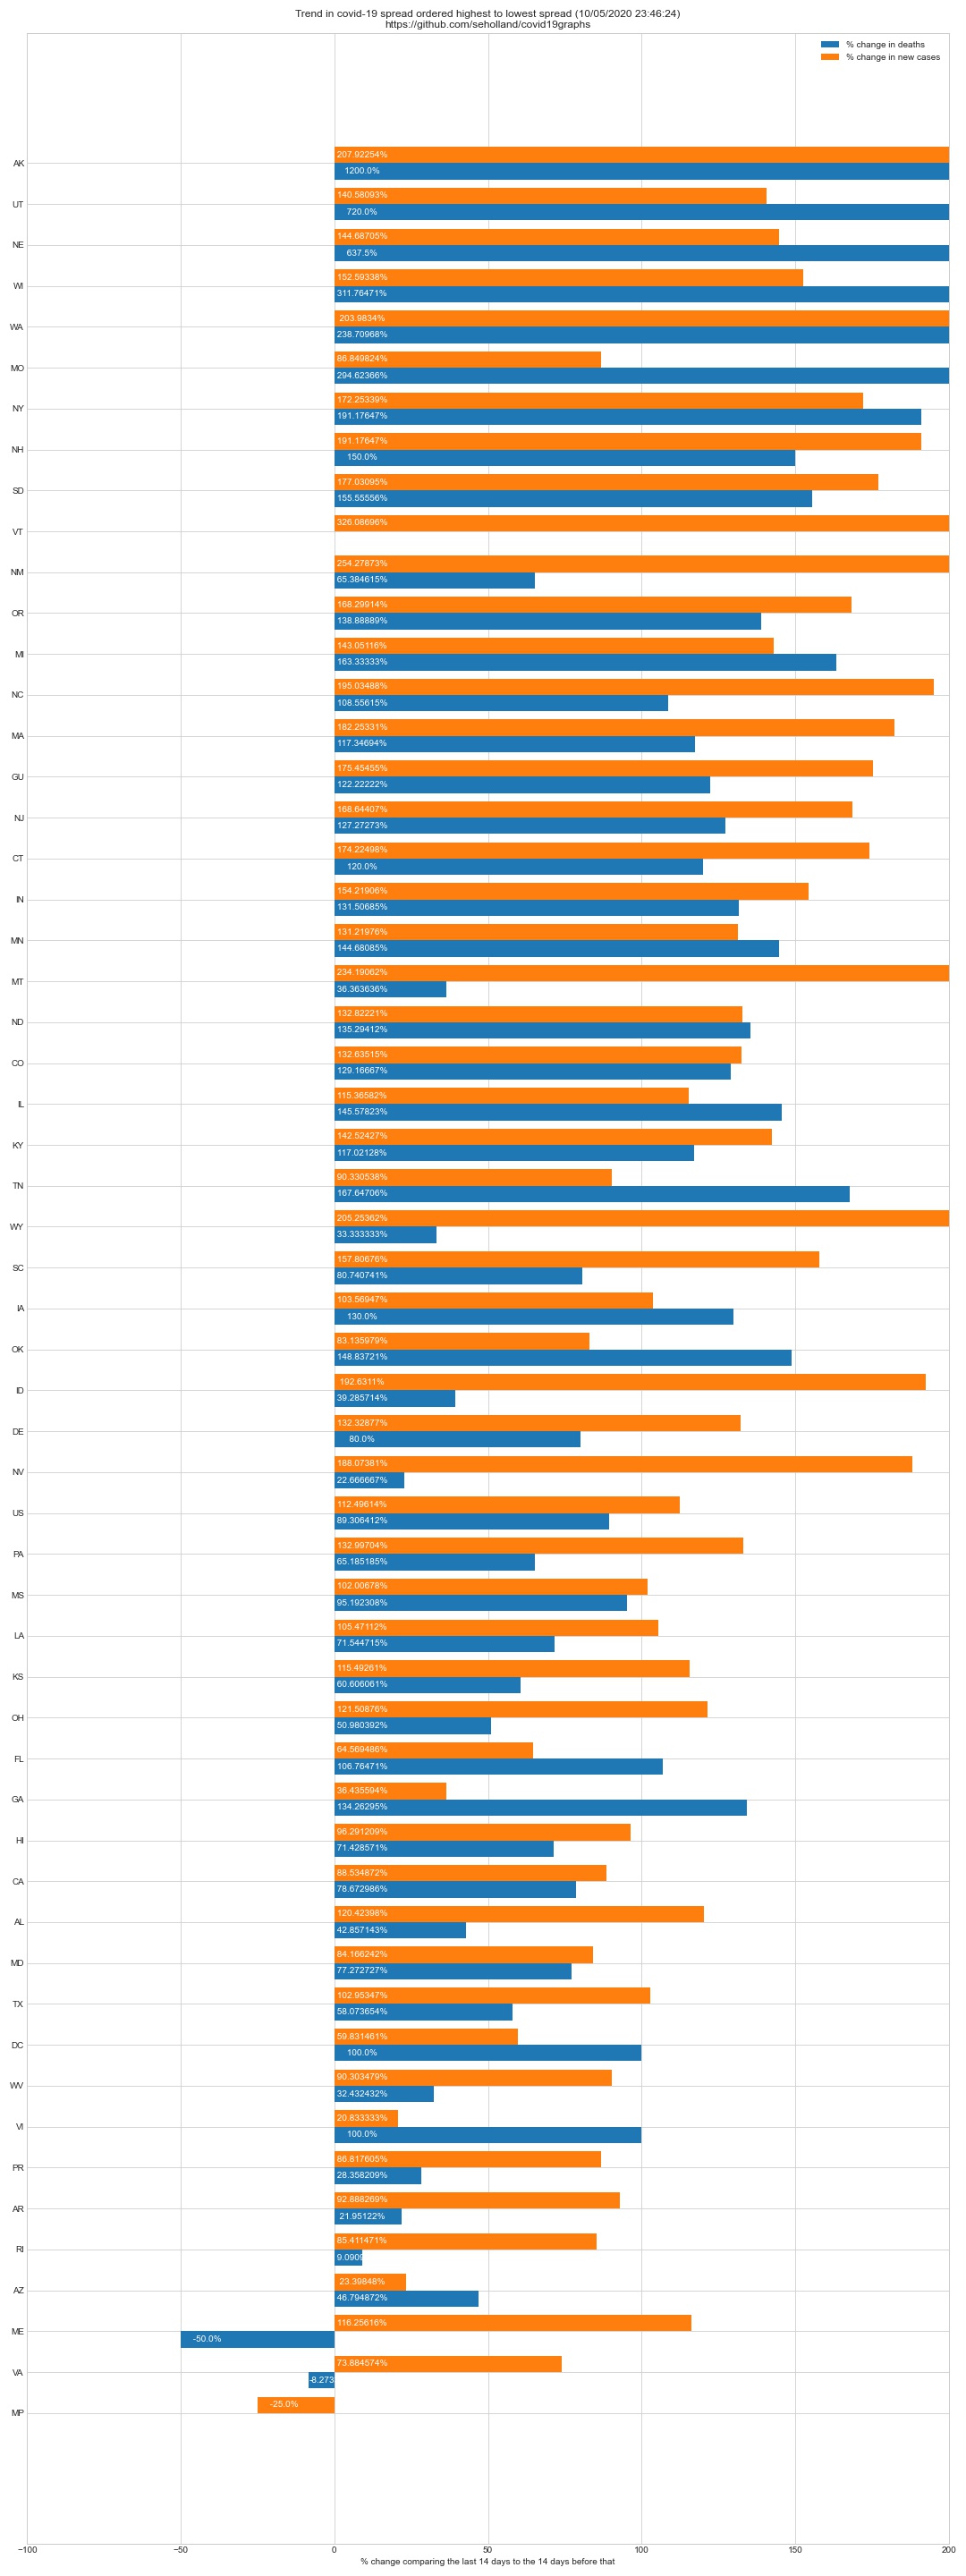 Trend in covid-19 spread ordered highest to lowest spread (10/05/2020 23:46:24)
https://github.com/seholland/covid19graphs
% change in deaths
% change in new cases
207.92254%
AK
1200.0%
140.58093%
UT
720.0%
144.68705%
NE
637.5%
152.59338%
WI
311.76471%
203.9834%
WA
238.70968%
86.849824%
MO
294.62366%
172.25339%
NY
191.17647%
191.17647%
NH
150.0%
177.03095%
SD
155.55556%
326.08696%
VT
254.27873%
NM
65.384615%
168.29914%
OR
138.88889%
143.05116%
MI
163.33333%
195.03488%
NC
108.55615%
182.25331%
MA
117.34694%
175.45455%
GU
122.22222%
168.64407%
NJ
127.27273%
174.22498%
CT
120.0%
154.21906%
IN
131.50685%
131.21976%
MN
144.68085%
234.19062%
MT
36.363636%
132.82221%
ND
135.29412%
132.63515%
CO
129.16667%
115.36582%
IL
145.57823%
142.52427%
KY
117.02128%
90.330538%
TN
167.64706%
205.25362%
WY
33.333333%
157.80676%
SC
80.740741%
103.56947%
IA
130.0%
83.135979%
OK
148.83721%
192.6311%
ID
39.285714%
132.32877%
DE
80.0%
188.07381%
NV
22.666667%
112.49614%
US
89.306412%
132.99704%
PA
65.185185%
102.00678%
MS
95.192308%
105.47112%
LA
71.544715%
115.49261%
KS
60.606061%
121.50876%
OH
50.980392%
64.569486%
FL
106.76471%
36.435594%
GA
134.26295%
96.291209%
HI
71.428571%
88.534872%
CA
78.672986%
120.42398%
AL
42.857143%
84.166242%
MD
77.272727%
102.95347%
TX
58.073654%
59.831461%
DC
100.0%
90.303479%
WV
32.432432%
20.833333%
VI
100.0%
86.817605%
PR
28.358209%
92.888269%
AR
21.95122%
85.411471%
RI
9.0909
23.39848%
AZ
46.794872%
116.25616%
ME
-50.0%
73.884574%
VA
-8.273
-25.0%
MP
−100 −50 0 50 100 150 200
% change comparing the last 14 days to the 14 days before that